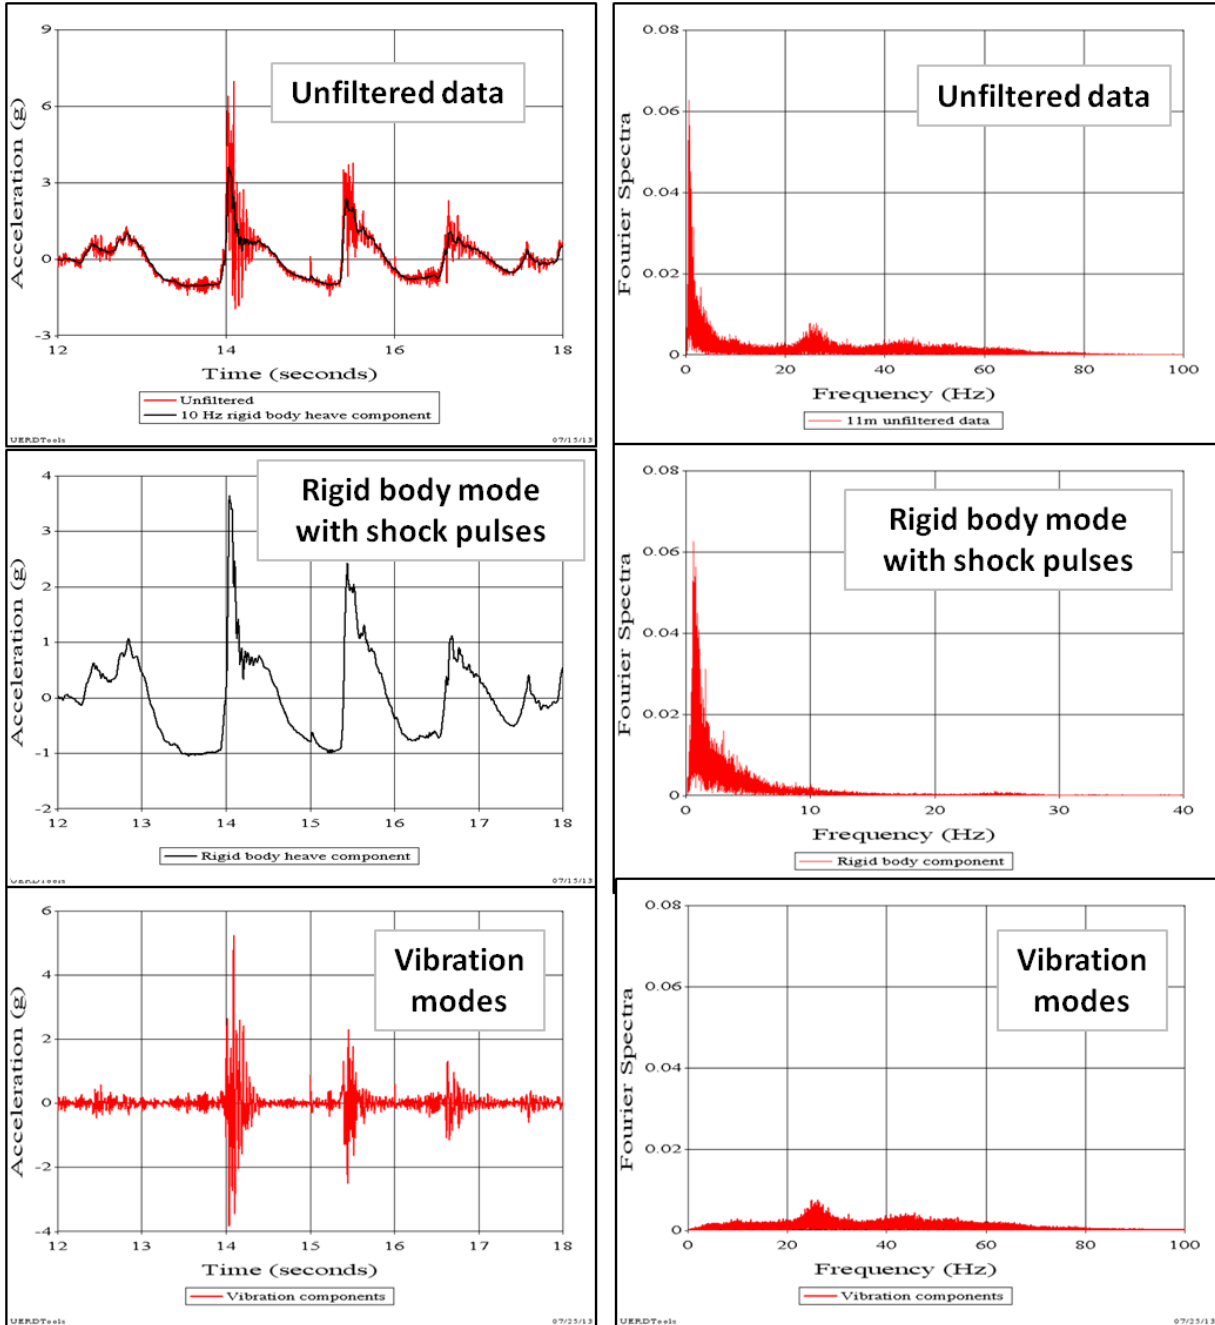 9
6
3
0
-3
Acceleration (g)
Unfiltered data
12 14 16 18
Time (seconds)
Unfiltered
10 Hz rigid body heave component
UERDTools 07/15/13
0.08
0.06
0.04
0.02
0
Fourier Spectra
Unfiltered data
0 20 40 60 80 100
Frequency (Hz)
11m unfiltered data
4
3
2
1
0
-1
-2
Acceleration (g)
Rigid body mode
with shock pulses
12 13 14 15 16 17 18
Time (seconds)
Rigid body heave component
UERDTools 07/15/13
0.08
0.06
0.04
0.02
0
Fourier Spectra
Rigid body mode
with shock pulses
0 10 20 30 40
Frequency (Hz)
Rigid body component
6
4
2
0
-2
-4
Acceleration (g)
Vibration
modes
12 13 14 15 16 17 18
Time (seconds)
Vibration components
UERDTools 07/25/13
0.08
0.06
0.04
0.02
0
Fourier Spectra
Vibration
modes
0 20 40 60 80 100
Frequency (Hz)
Vibration components
UERDTools 07/25/13